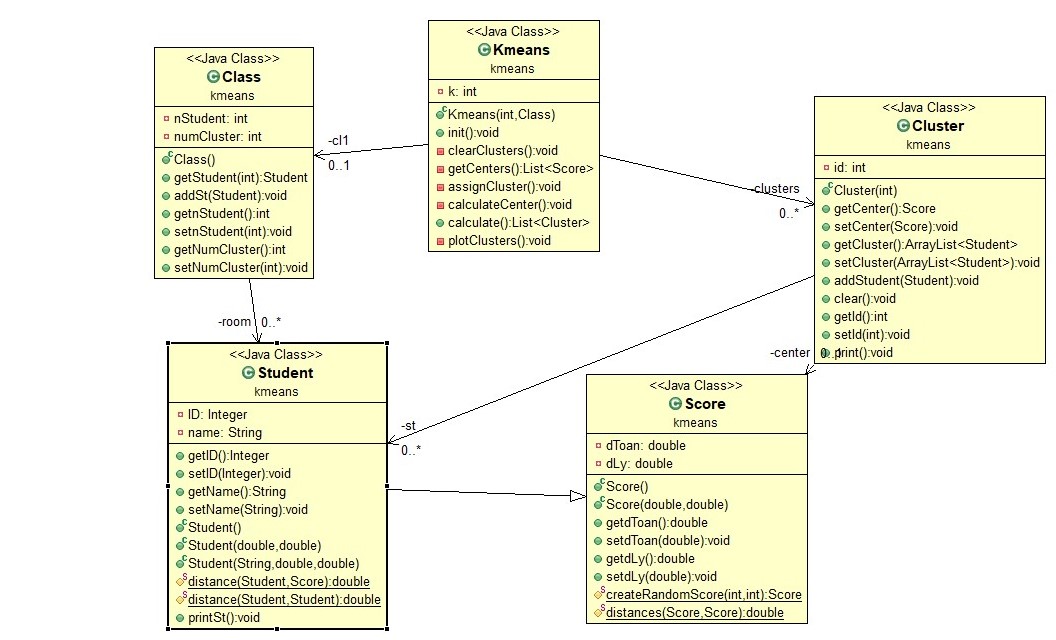 <<Java Class>>
Kmeans
kmeans
k: int
Kmeans(int,Class)
init():void
clearClusters():void
getCenters():List<Score>
assignCluster():void
calculateCenter():void
calculate():List<Cluster>
plotClusters():void
<<Java Class>>
Class
kmeans
nStudent: int
numCluster: int
Class()
getStudent(int):Student
addSt(Student):void
getnStudent():int
setnStudent(int):void
getNumCluster():int
setNumCluster(int):void
-cl1
0..1
<<Java Class>>
Cluster
kmeans
id: int
Cluster(int)
getCenter():Score
setCenter(Score):void
getCluster():ArrayList<Student>
setCluster(ArrayList<Student>):void
addStudent(Student):void
clear():void
getId():int
setId(int):void
print():void
-clusters
0..*
-room 0..*
<<Java Class>>
Student
kmeans
ID: Integer
name: String
getID():Integer
setID(Integer):void
getName():String
setName(String):void
Student()
Student(double,double)
Student(String,double,double)
distance(Student,Score):double
distance(Student,Student):double
printSt():void
-st
0..*
-center 0..1
<<Java Class>>
Score
kmeans
dToan: double
dLy: double
Score()
Score(double,double)
getdToan():double
setdToan(double):void
getdLy():double
setdLy(double):void
createRandomScore(int,int):Score
distances(Score,Score):double